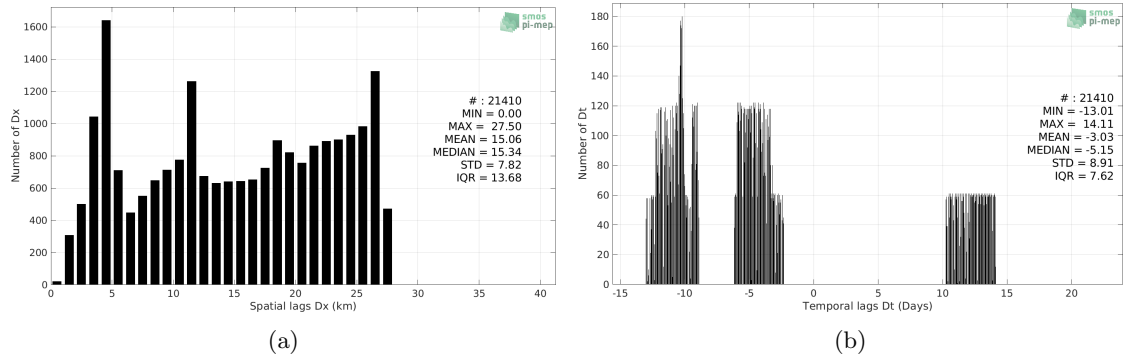 1600
1400
1200
1000
800
600
400
200
0
Number of Dx
smos
pi-mep
# : 21410
MIN = 0.00
MAX = 27.50
MEAN = 15.06
MEDIAN = 15.34
STD = 7.82
IQR = 13.68
0 5 10 15 20 25 30 35 40
Spatial lags Dx (km)
(a)
180
160
140
120
100
80
60
40
20
0
Number of Dt
smos
pi-mep
# : 21410
MIN = -13.01
MAX = 14.11
MEAN = -3.03
MEDIAN = -5.15
STD = 8.91
IQR = 7.62
-15 -10 -5 0 5 10 15 20
Temporal lags Dt (Days)
(b)